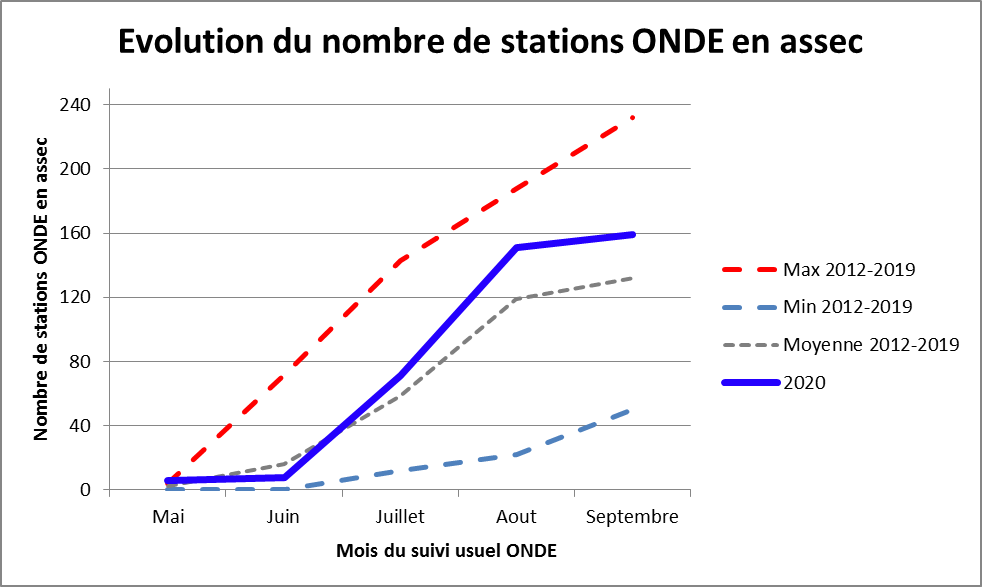 Evolution du nombre de stations ONDE en assec
Nombre de stations ONDE en assec
240
200
160
120
80
40
0
Mai Juin Juillet Aout Septembre
Mois du suivi usuel ONDE
Max 2012-2019
Min 2012-2019
Moyenne 2012-2019
2020